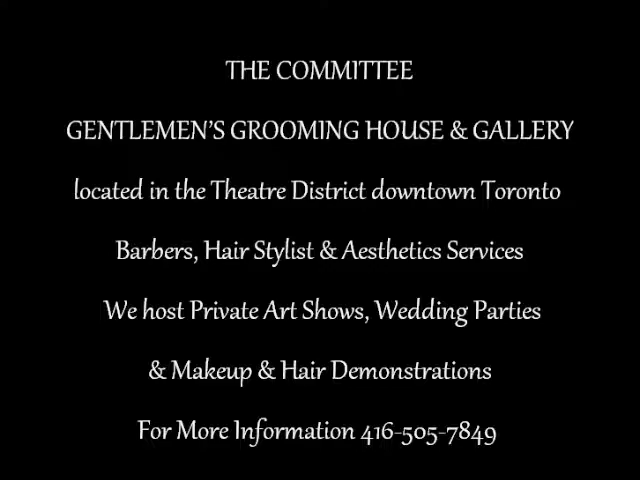 THE COMMITTEE
GENTLEMEN'S GROOMING HOUSE & GALLERY
located in the Theatre District downtown Toronto
Barbers, Hair Stylist & Aesthetics Services
We host Private Art Shows, Wedding Parties
& Makeup & Hair Demonstrations
For More Information 416-505-7849